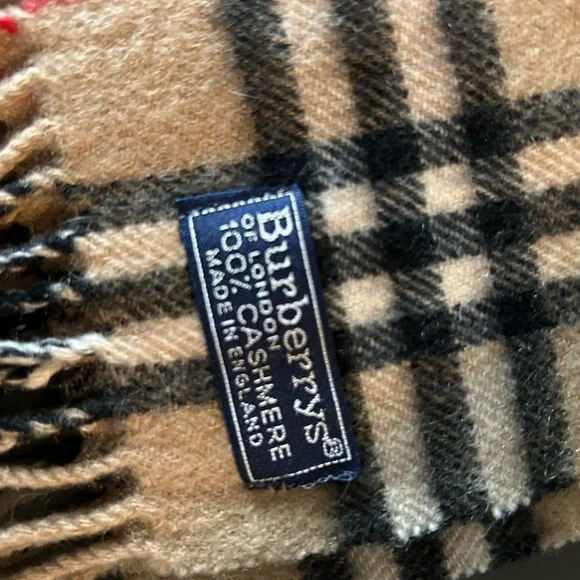 Burberrys®
OF LONDON
100% CASHMERE
MADE IN ENGLAND